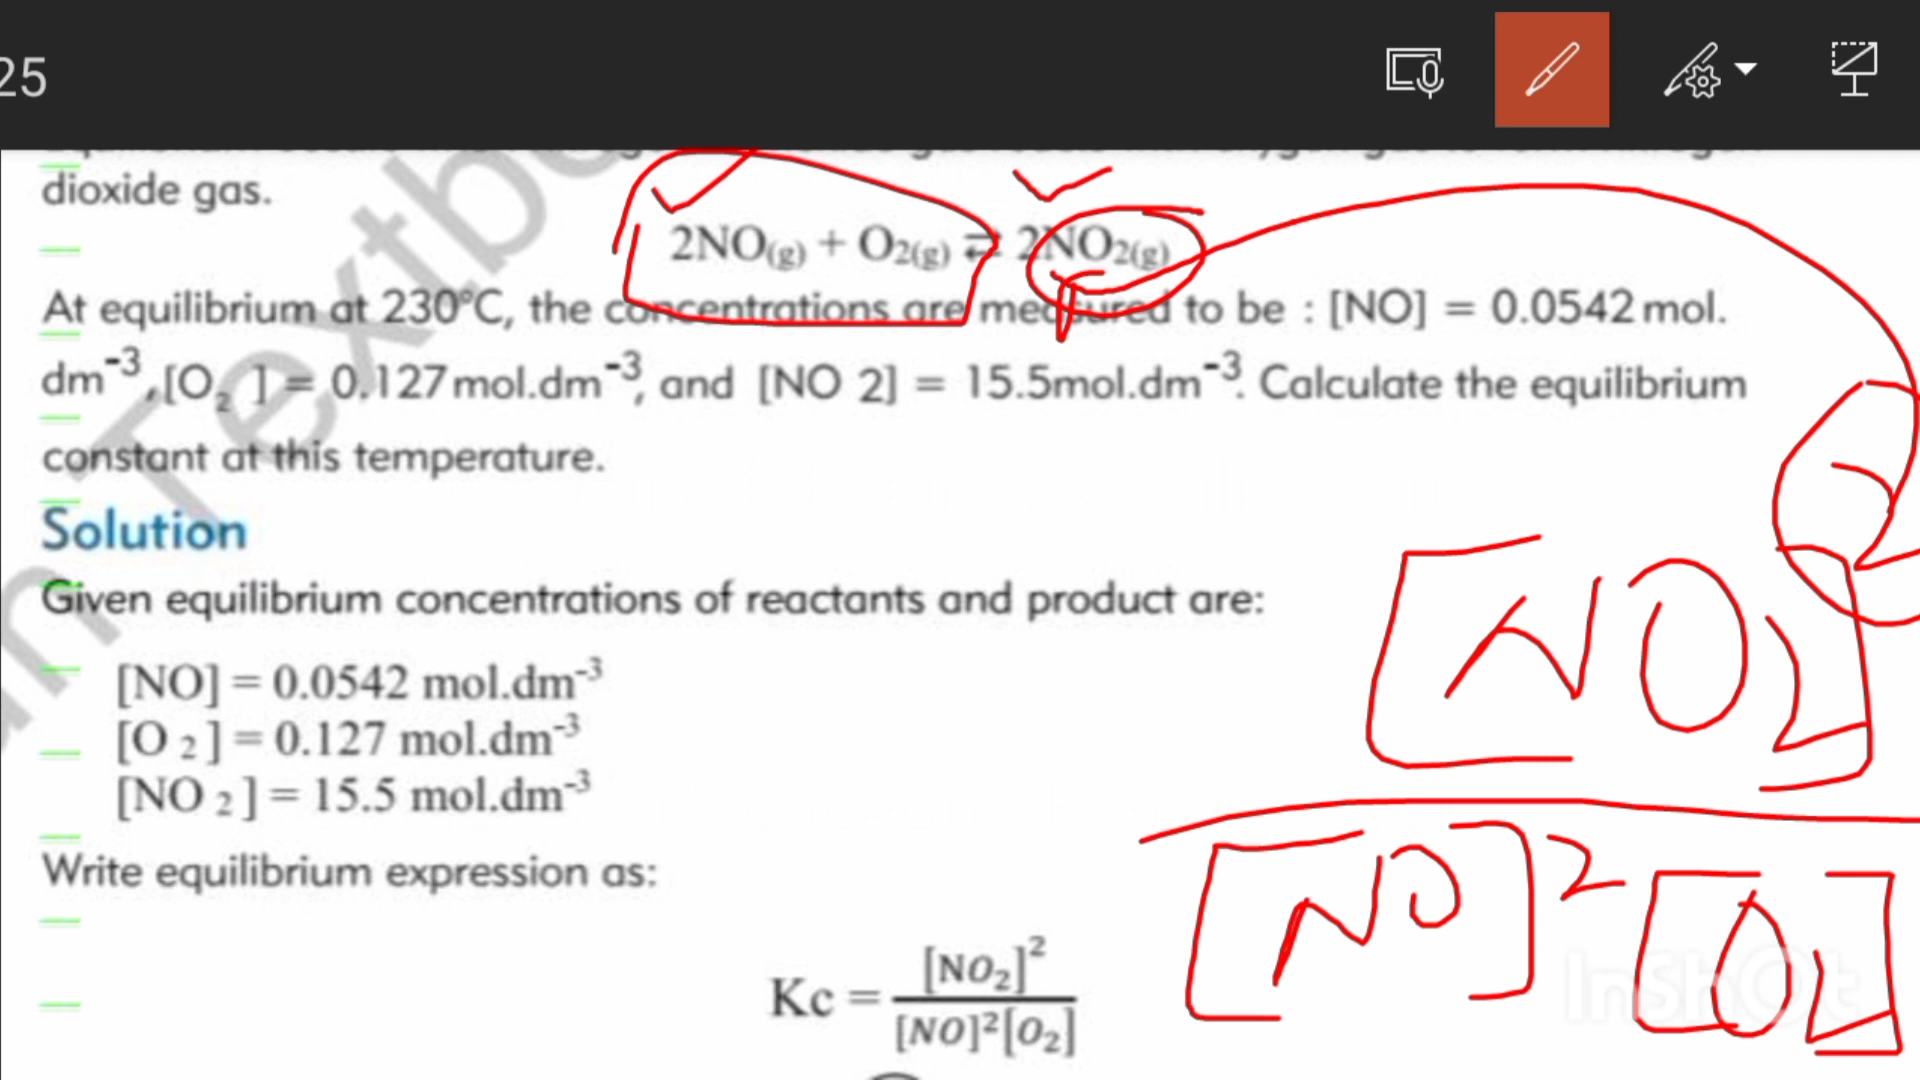 25
dioxide gas.
2NO(g) + O2(g) ⇄ 2NO2(g)
At equilibrium at 230°C, the concentrations are measured to be : [NO] = 0.0542 mol.
dm-3, [O2 ] = 0.127mol.dm-3, and [NO 2] = 15.5mol.dm-3. Calculate the equilibrium
constant at this temperature.
Solution
Given equilibrium concentrations of reactants and product are:
[NO] = 0.0542 mol.dm-3
[O 2 ] = 0.127 mol.dm-3
[NO 2 ] = 15.5 mol.dm-3
Write equilibrium expression as:
Kc = [NO2]2
[NO]2[O2]
[NO2]2
[NO]2 [O2]
InShOt
Textb